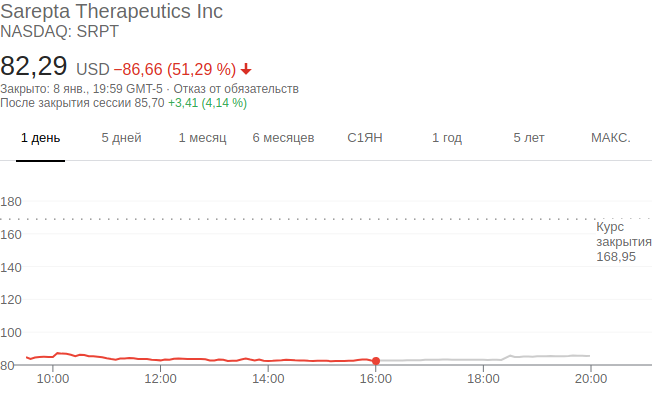 Sarepta Therapeutics Inc
NASDAQ: SRPT
82,29 USD −86,66 (51,29 %)
Закрыто: 8 янв., 19:59 GMT-5 · Отказ от обязательств
После закрытия сессии 85,70 +3,41 (4,14 %)
1 день 5 дней 1 месяц 6 месяцев С1ЯН 1 год 5 лет МАКС.
180
160
140
120
100
80
Курс
закрытия
168,95
10:00 12:00 14:00 16:00 18:00 20:00